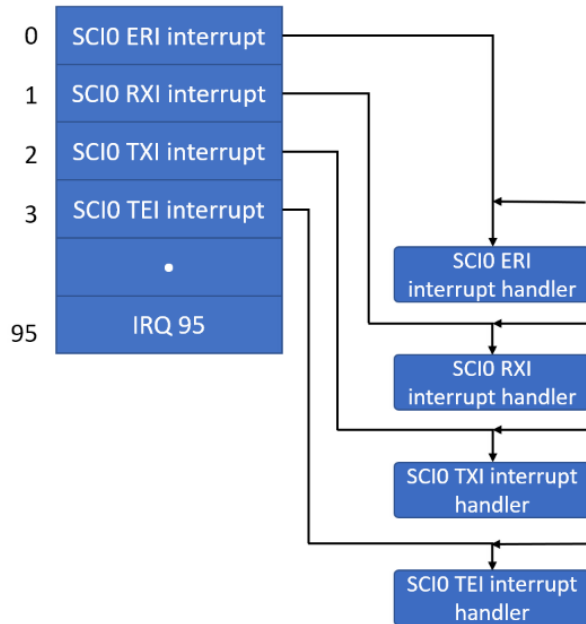 0
SCI0 ERI interrupt
1
SCI0 RXI interrupt
2
SCI0 TXI interrupt
3
SCI0 TEI interrupt
95
IRQ 95
SCI0 ERI
interrupt handler
SCI0 RXI
interrupt handler
SCI0 TXI interrupt
handler
SCI0 TEI interrupt
handler